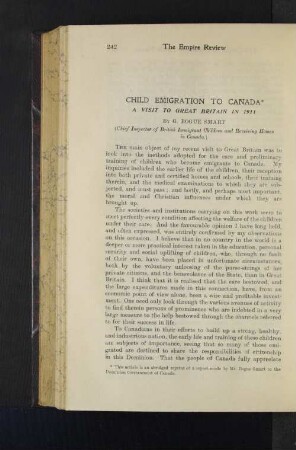 242 The Empire Review
CHILD EMIGRATION TO CANADA*
A VISIT TO GREAT BRITAIN IN 1911
BY G. BOGUE SMART
(Chief Inspector of British Immigrant Children and Receiving Homes
in Canada.)
THE main object of my recent visit to Great Britain was to
look into the methods adopted for the care and preliminary
training of children who become emigrants to Canada. My
inquiries included the earlier life of the children, their reception
into both private and certified homes and schools, their training
therein, and the medical examinations to which they are sub-
jected, and must pass; and lastly, and perhaps most important,
the moral and Christian influences under which they are
brought up.
The societies and institutions carrying on this work seem to
meet perfectly every condition affecting the welfare of the children
under their care. And the favourable opinion I have long held,
and often expressed, was entirely confirmed by my observations
on this occasion. I believe that in no country in the world is a
deeper or more practical interest taken in the education, parental
security and social uplifting of children, who, through no fault
of their own, have been placed in unfortunate circumstances,
both by the voluntary unloosing of the purse-strings of her
private citizens, and the benevolence of the State, than in Great
Britain. I think that it is realised that the care bestowed, and
the large expenditures made in this connection, have, from an
economic point of view alone, been a wise and profitable invest-
ment. One need only look through the various avenues of activity
to find therein persons of prominence who are indebted in a very
large measure to the help bestowed through the channels referred to
for their success in life.
To Canadians in their efforts to build up a strong, healthy,
and industrious nation, the early life and training of these children
are subjects of importance, seeing that so many of these emi-
grants are destined to share the responsibilities of citizenship
in this Dominion. That the people of Canada fully appreciate
* This article is an abridged reprint of a report made by Mr. Bogue Smart to the
Dominion Government of Canada.